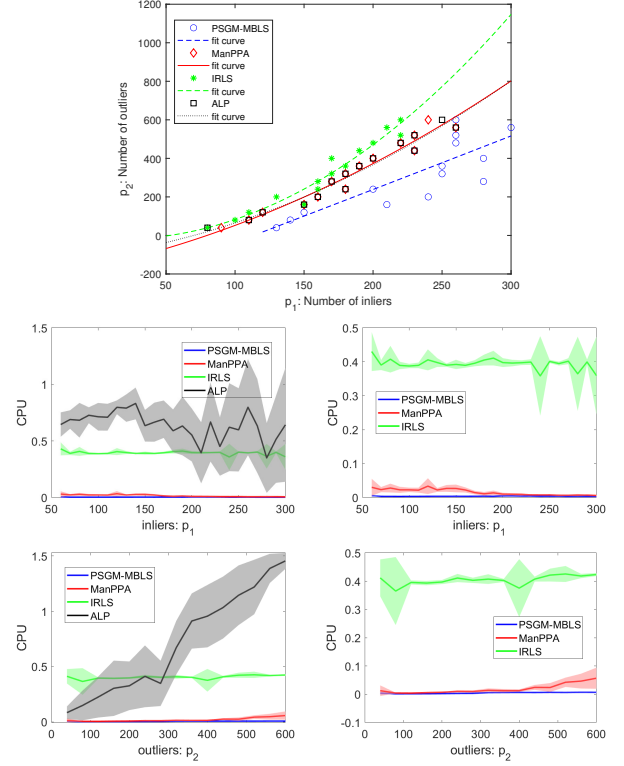 1200
1000
800
600
400
200
0
-200
p2: Number of outliers
PSGM-MBLS
fit curve
ManPPA
fit curve
IRLS
fit curve
ALP
fit curve
50 100 150 200 250 300
p1: Number of inliers
1.5
1
0.5
0
CPU
PSGM-MBLS
ManPPA
IRLS
ALP
50 100 150 200 250 300
inliers: p1
0.5
0.4
0.3
0.2
0.1
0
CPU
PSGM-MBLS
ManPPA
IRLS
50 100 150 200 250 300
inliers: p1
1.5
1
0.5
0
CPU
PSGM-MBLS
ManPPA
IRLS
ALP
0 100 200 300 400 500 600
outliers: p2
0.5
0.4
0.3
0.2
0.1
0
-0.1
CPU
PSGM-MBLS
ManPPA
IRLS
0 100 200 300 400 500 600
outliers: p2